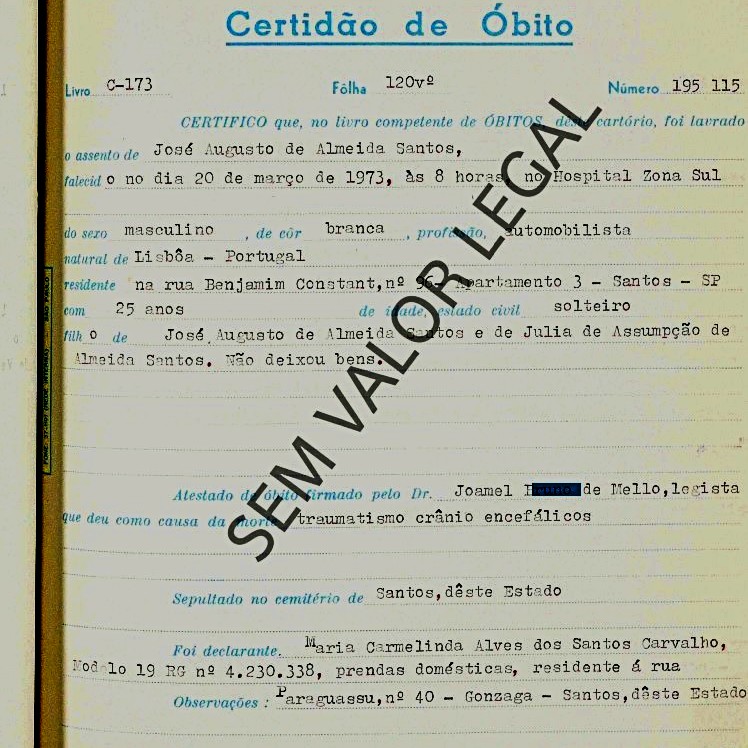 Certidão de Óbito
Livro C-173 Fôlha 120vº Número 195 115
CERTIFICO que, no livro competente de ÓBITOS, deste cartório, foi lavrado
o assento de José Augusto de Almeida Santos,
falecid o no dia 20 de março de 1973, às 8 horas, no Hospital Zona Sul
do sexo masculino , de côr branca , profissão, automobilista
natural de Lisbôa - Portugal
residente na rua Benjamim Constant,nº 96- Apartamento 3 - Santos - SP
com 25 anos de idade, estado civil solteiro
filh o de José Augusto de Almeida Santos e de Julia de Assumpção de
Almeida Santos. Não deixou bens.
Atestado de óbito firmado pelo Dr. Joamel de Mello,legista
que deu como causa da morte traumatismo crânio encefálicos
Sepultado no cemitério de Santos,dêste Estado
Foi declarante. Maria Carmelinda Alves dos Santos Carvalho,
Modelo 19 RG nº 4.230.338, prendas domésticas, residente á rua
Observações : Paraguassu,nº 40 - Gonzaga - Santos,dêste Estado
SEM VALOR LEGAL